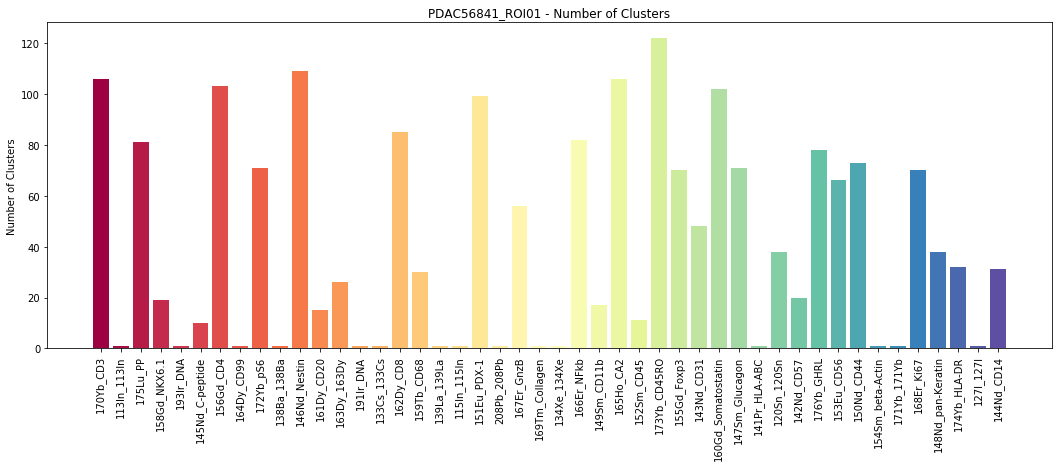 PDAC56841_ROI01 - Number of Clusters
Number of Clusters
120
100
80
60
40
20
0
170Yb_CD3
113In_113In
175Lu_PP
158Gd_NKX6.1
193Ir_DNA
145Nd_C-peptide
156Gd_CD4
164Dy_CD99
172Yb_pS6
138Ba_138Ba
146Nd_Nestin
161Dy_CD20
163Dy_163Dy
191Ir_DNA
133Cs_133Cs
162Dy_CD8
159Tb_CD68
139La_139La
115In_115In
151Eu_PDX-1
208Pb_208Pb
167Er_GnzB
169Tm_Collagen
134Xe_134Xe
166Er_NFkb
149Sm_CD11b
165Ho_CA2
152Sm_CD45
173Yb_CD45RO
155Gd_Foxp3
143Nd_CD31
160Gd_Somatostatin
147Sm_Glucagon
141Pr_HLA-ABC
120Sn_120Sn
142Nd_CD57
176Yb_GHRL
153Eu_CD56
150Nd_CD44
154Sm_beta-Actin
171Yb_171Yb
168Er_Ki67
148Nd_pan-Keratin
174Yb_HLA-DR
127I_127I
144Nd_CD14